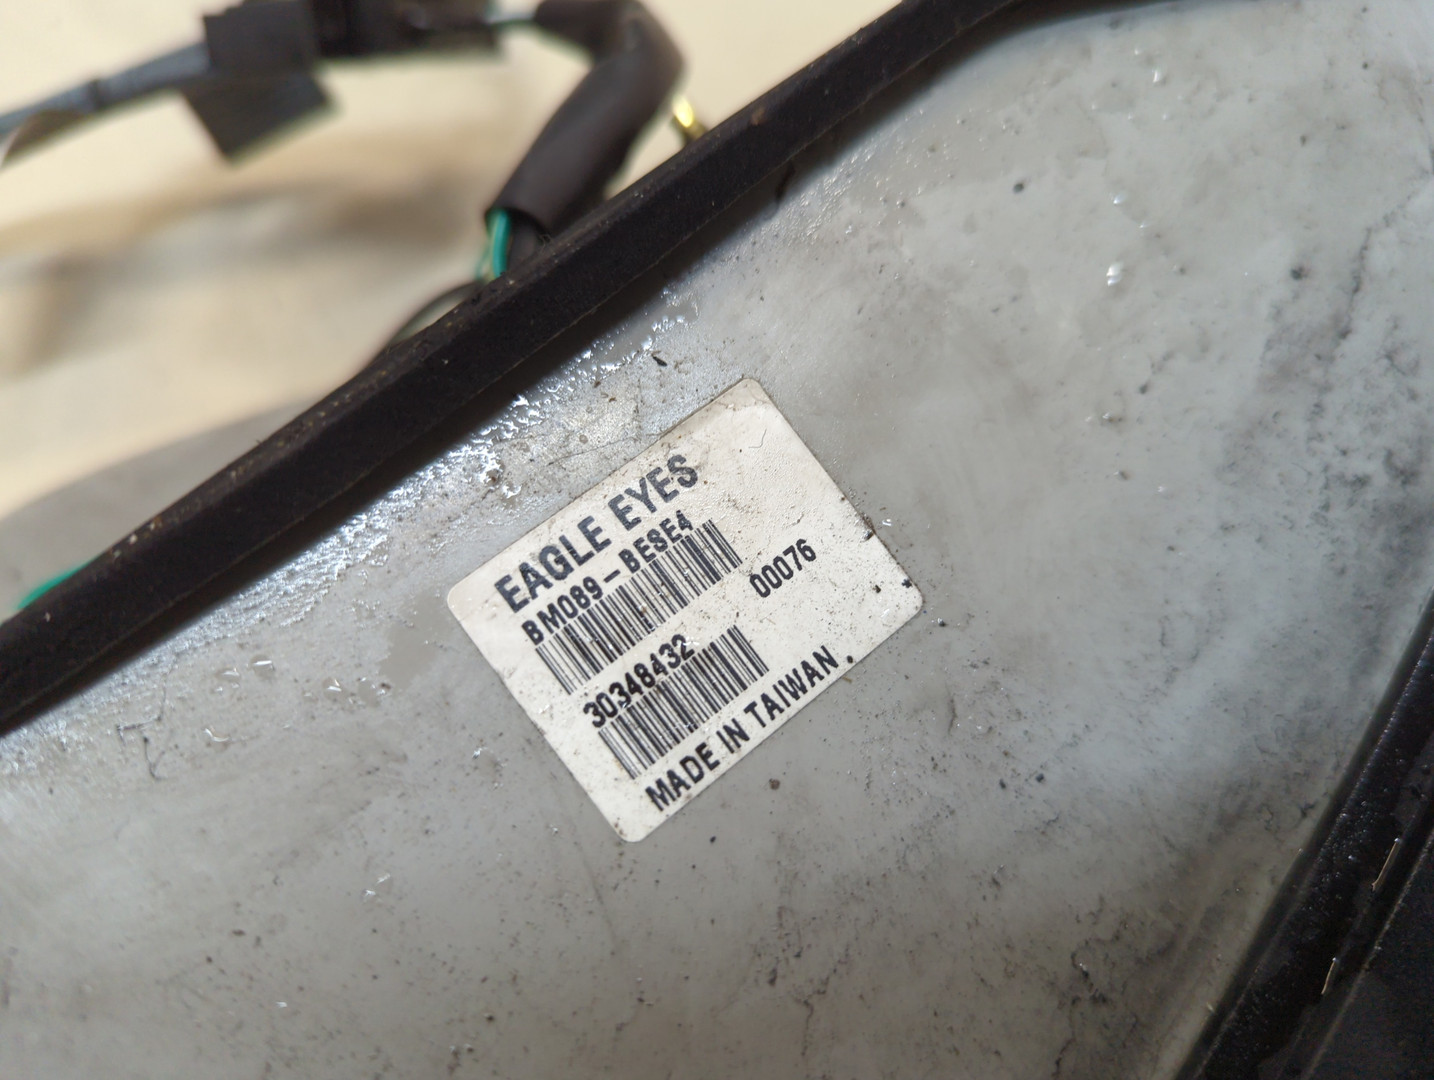 EAGLE EYES
BM089-BESE4
00076
30348432
MADE IN TAIWAN.